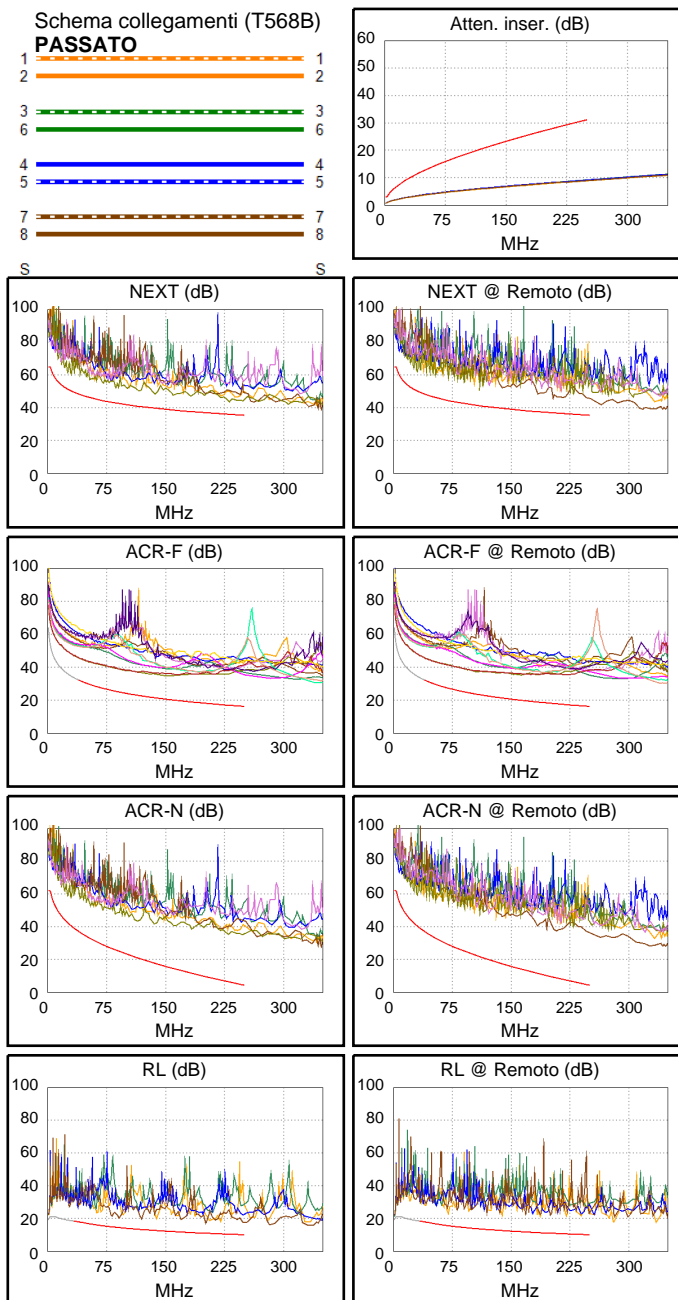 Schema collegamenti (T568B)
PASSATO
1 1
2 2
3 3
6 6
4 4
5 5
7 7
8 8
S S
Atten. inser. (dB)
60
50
40
30
20
10
0
0 75 150 225 300
MHz
NEXT (dB)
100
80
60
40
20
0
0 75 150 225 300
MHz
NEXT @ Remoto (dB)
100
80
60
40
20
0
0 75 150 225 300
MHz
ACR-F (dB)
100
80
60
40
20
0
0 75 150 225 300
MHz
ACR-F @ Remoto (dB)
100
80
60
40
20
0
0 75 150 225 300
MHz
ACR-N (dB)
100
80
60
40
20
0
0 75 150 225 300
MHz
ACR-N @ Remoto (dB)
100
80
60
40
20
0
0 75 150 225 300
MHz
RL (dB)
100
80
60
40
20
0
0 75 150 225 300
MHz
RL @ Remoto (dB)
100
80
60
40
20
0
0 75 150 225 300
MHz